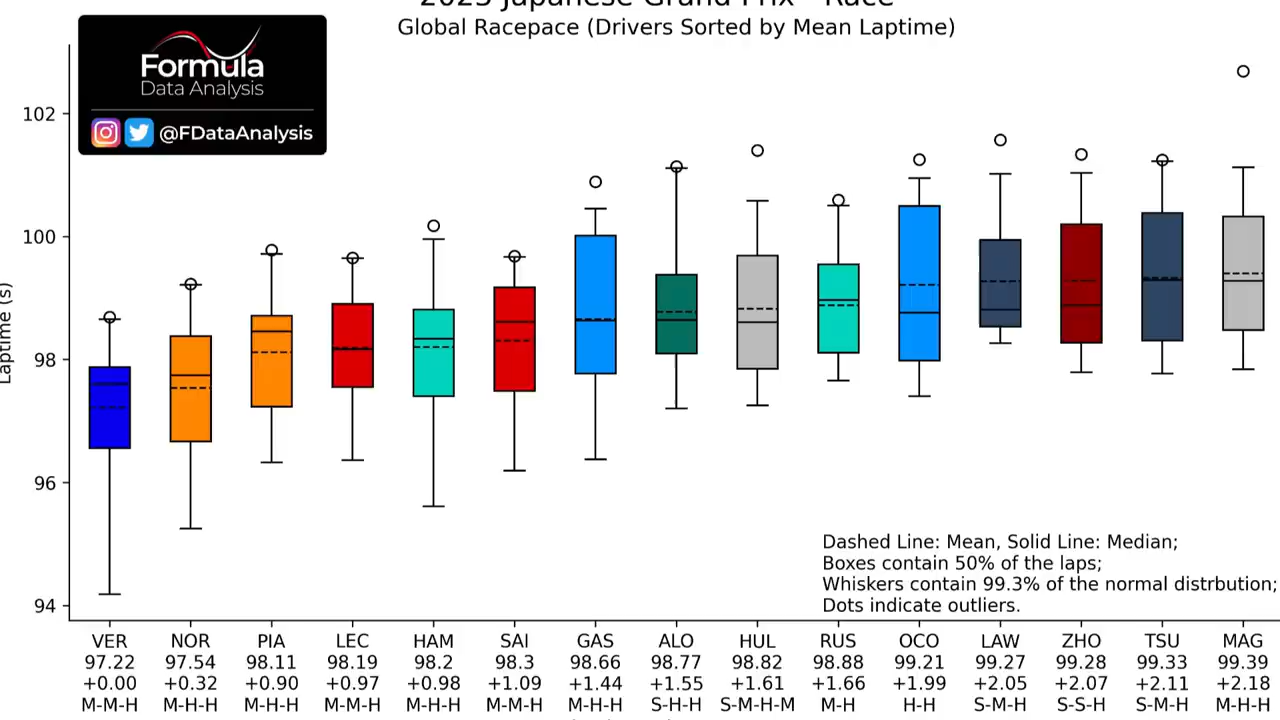 2023 Japanese Grand Prix - Race
Global Racepace (Drivers Sorted by Mean Laptime)
Formula
Data Analysis
@FDataAnalysis
Laptime (s)
102
100
98
96
94
Dashed Line: Mean, Solid Line: Median;
Boxes contain 50% of the laps;
Whiskers contain 99.3% of the normal distrbution;
Dots indicate outliers.
VER NOR PIA LEC HAM SAI GAS ALO HUL RUS OCO LAW ZHO TSU MAG
97.22 97.54 98.11 98.19 98.2 98.3 98.66 98.77 98.82 98.88 99.21 99.27 99.28 99.33 99.39
+0.00 +0.32 +0.90 +0.97 +0.98 +1.09 +1.44 +1.55 +1.61 +1.66 +1.99 +2.05 +2.07 +2.11 +2.18
M-M-H M-H-H M-H-H M-M-H M-H-H M-M-H M-H-H S-H-H S-M-H-M M-H H-H S-M-H S-S-H S-M-H M-H-H